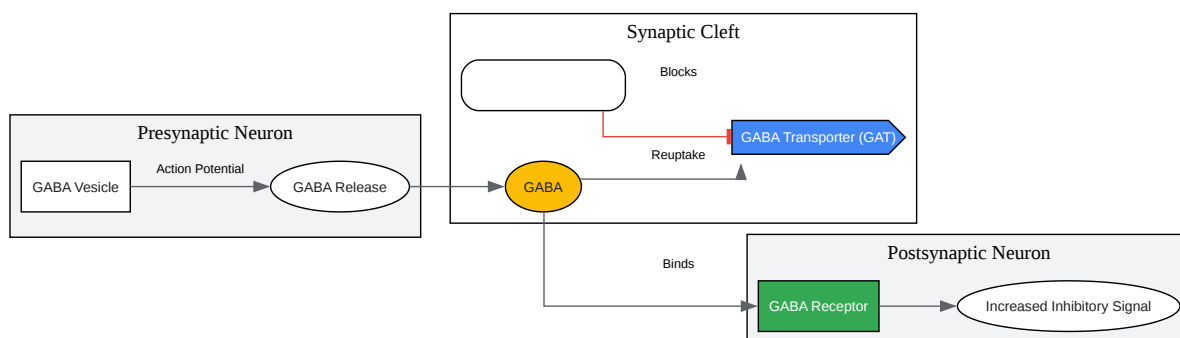 Synaptic Cleft
Blocks
Presynaptic Neuron
GABA Transporter (GAT)
Reuptake
Action Potential
GABA Vesicle
GABA Release
GABA
Postsynaptic Neuron
Binds
GABA Receptor
Increased Inhibitory Signal